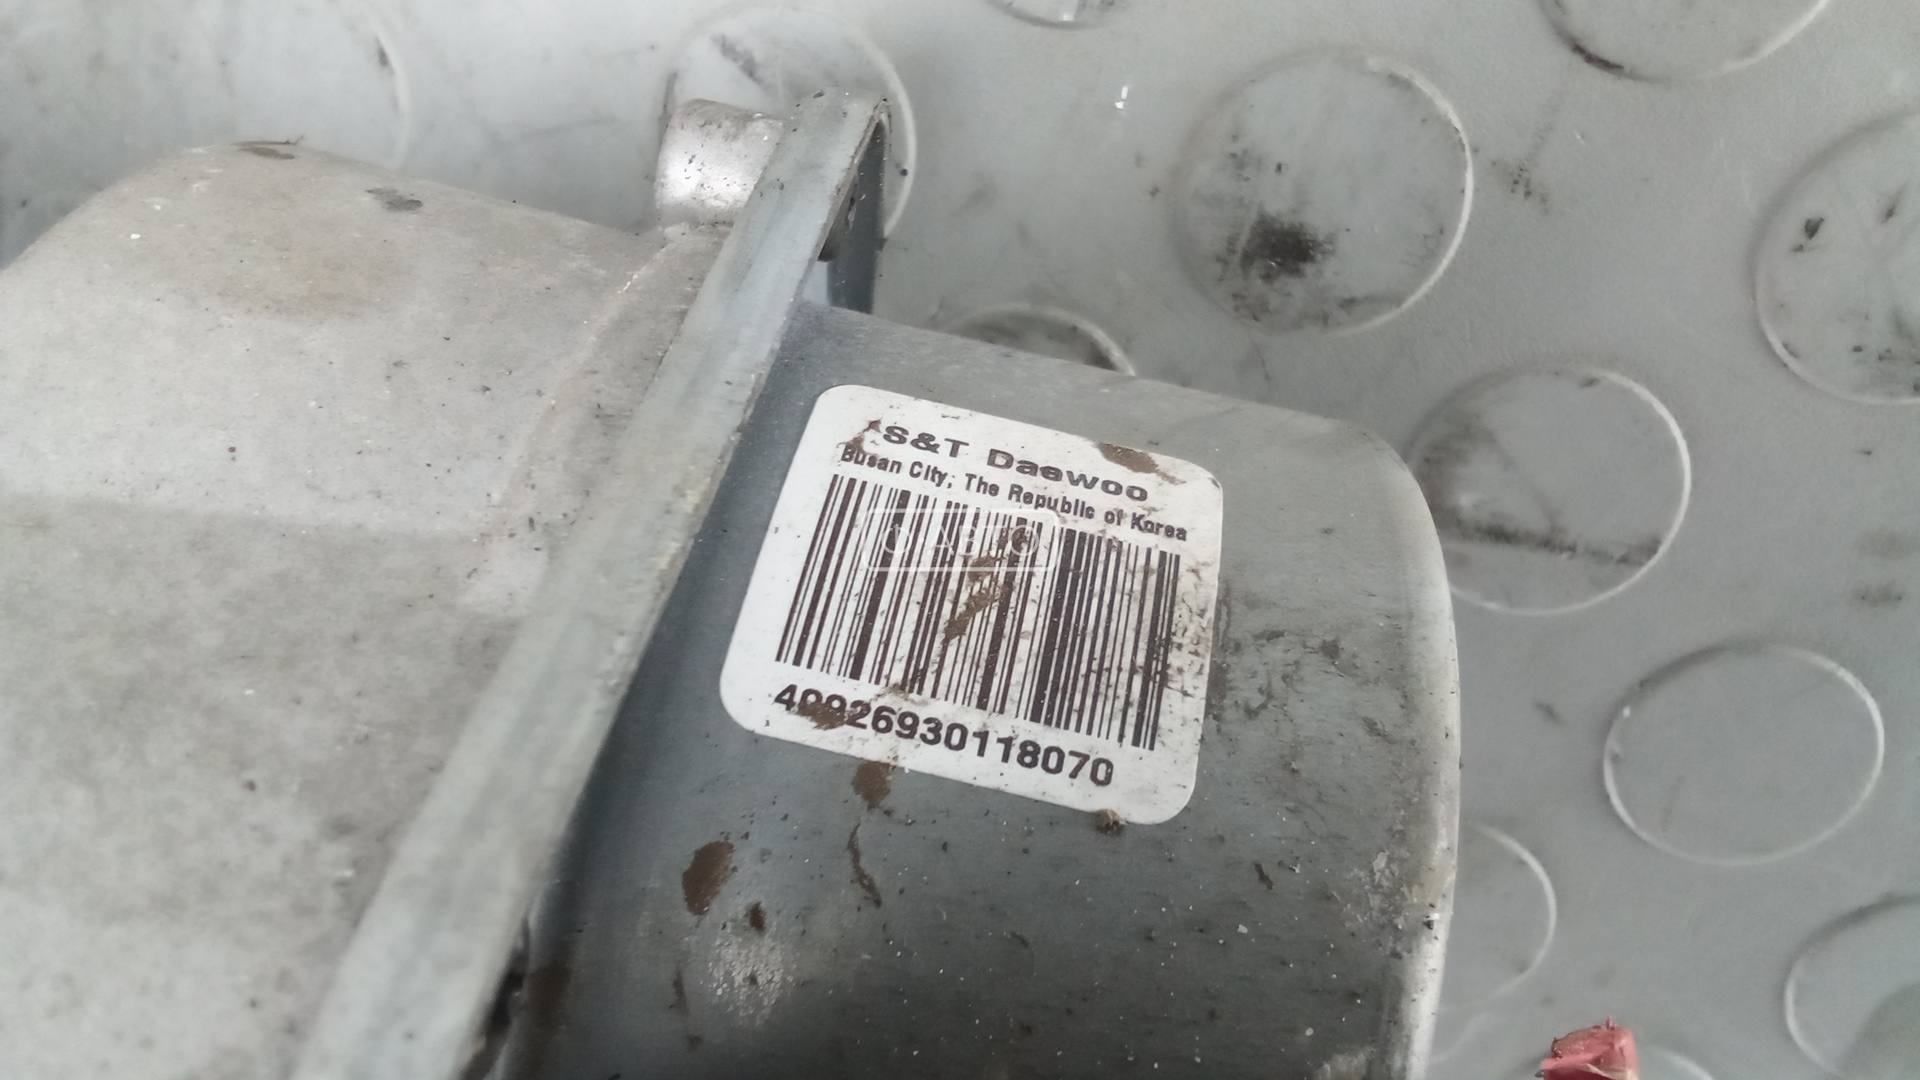 S&T Daewoo
Busan City, The Republic of Korea
40926930118070